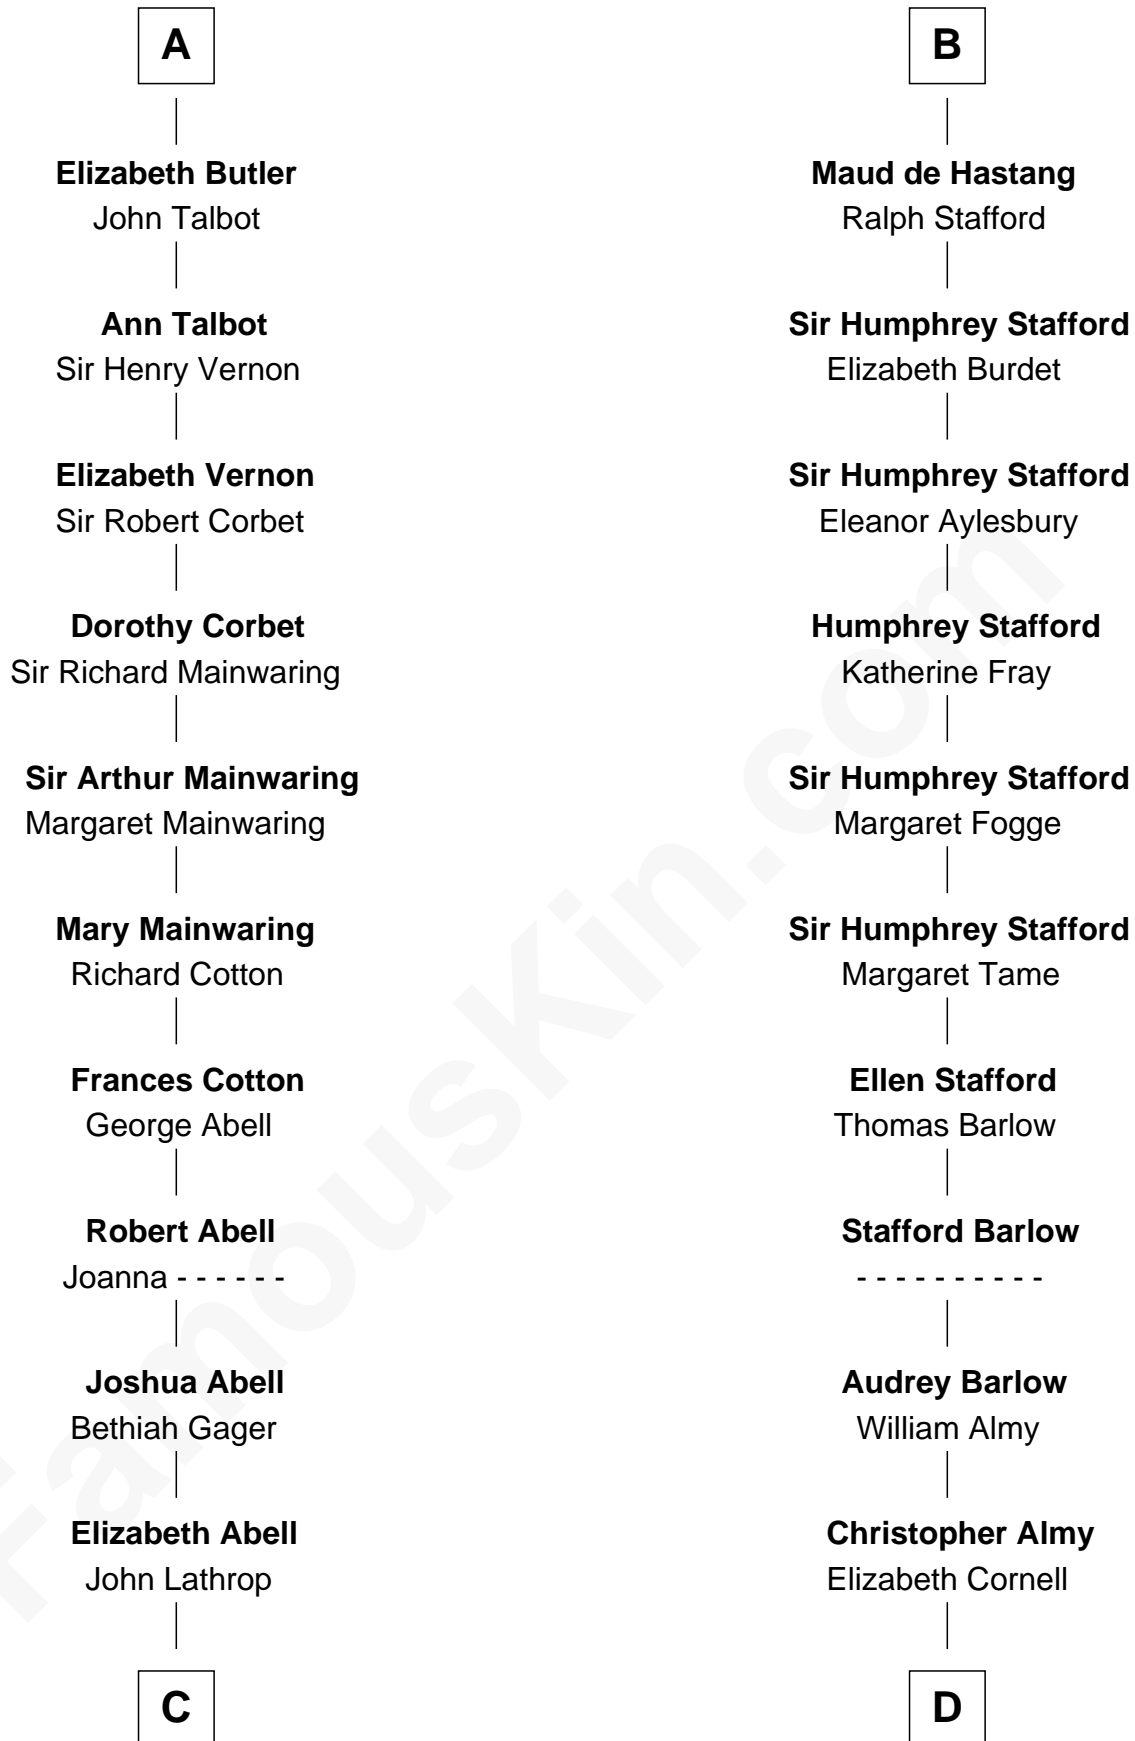 A
Elizabeth Butler
John Talbot
Ann Talbot
Sir Henry Vernon
Elizabeth Vernon
Sir Robert Corbet
Dorothy Corbet
Sir Richard Mainwaring
Sir Arthur Mainwaring
Margaret Mainwaring
Mary Mainwaring
Richard Cotton
Frances Cotton
George Abell
Robert Abell
Joanna - - - - - -
Joshua Abell
Bethiah Gager
Elizabeth Abell
John Lathrop
C
B
Maud de Hastang
Ralph Stafford
Sir Humphrey Stafford
Elizabeth Burdet
Sir Humphrey Stafford
Eleanor Aylesbury
Humphrey Stafford
Katherine Fray
Sir Humphrey Stafford
Margaret Fogge
Sir Humphrey Stafford
Margaret Tame
Ellen Stafford
Thomas Barlow
Stafford Barlow
- - - - - - - - - -
Audrey Barlow
William Almy
Christopher Almy
Elizabeth Cornell
D
FamousKin.com